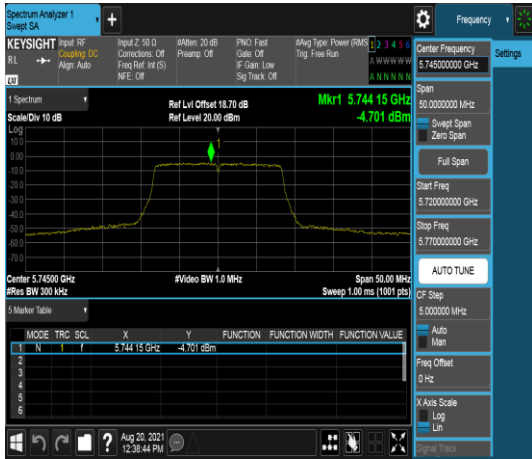 Spectrum Analyzer 1
Swept SA
+
Frequency
KEYSIGHT
RL
LXI
Input: RF
Coupling: DC
Align: Auto
Input Z: 50 Ω
Corrections: Off
Freq Ref: Int (S)
NFE: Off
#Atten: 20 dB
Preamp: Off
PNO: Fast
Gate: Off
IF Gain: Low
Sig Track: Off
#Avg Type: Power (RMS
Trig: Free Run
1 2 3 4 5 6
A W W W W W
A N N N N N
1 Spectrum
Scale/Div 10 dB
Ref Lvl Offset 18.70 dB
Ref Level 20.00 dBm
Mkr1 5.744 15 GHz
-4.701 dBm
Log
10.0
0.00
-10.0
-20.0
-30.0
-40.0
-50.0
-60.0
-70.0
1
Center 5.74500 GHz
#Res BW 300 kHz
#Video BW 1.0 MHz
Span 50.00 MHz
Sweep 1.00 ms (1001 pts)
5 Marker Table
MODE TRC SCL X Y FUNCTION FUNCTION WIDTH FUNCTION VALUE
1 N 1 f 5.744 15 GHz -4.701 dBm
2
3
4
5
6
?
Aug 20, 2021
12:38:44 PM
Center Frequency
5.745000000 GHz
Span
50.0000000 MHz
Swept Span
Zero Span
Full Span
Start Freq
5.720000000 GHz
Stop Freq
5.770000000 GHz
AUTO TUNE
CF Step
5.000000 MHz
Auto
Man
Freq Offset
0 Hz
X Axis Scale
Log
Lin
Signal Track
Settings